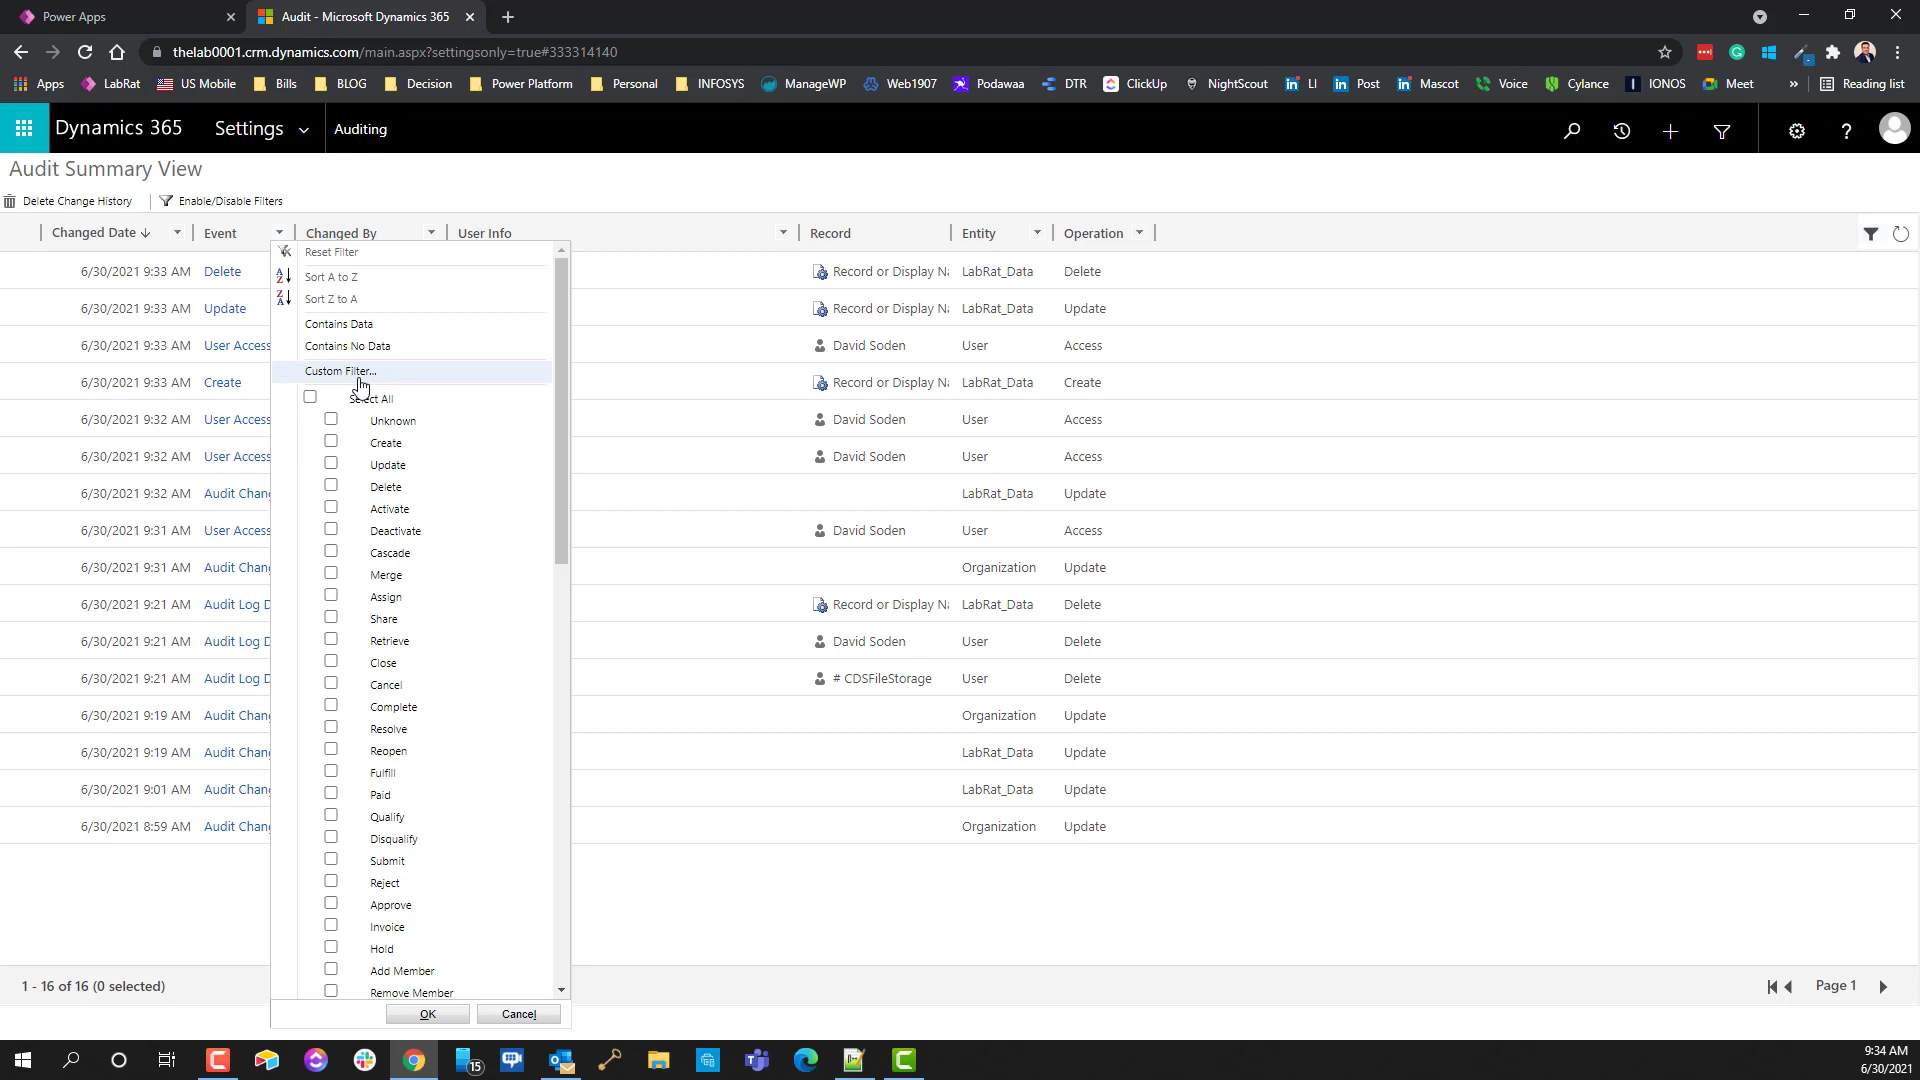 Power Apps
Audit - Microsoft Dynamics 365
thelab0001.crm.dynamics.com/main.aspx?settingsonly=true#333314140
Apps LabRat US Mobile Bills BLOG Decision Power Platform Personal INFOSYS ManageWP Web1907 Podawaa DTR ClickUp NightScout LI Post Mascot Voice Cylance IONOS Meet » Reading list
Dynamics 365 Settings Auditing
Audit Summary View
Delete Change History Enable/Disable Filters
Changed Date Event Changed By User Info Record Entity Operation
6/30/2021 9:33 AM Delete Record or Display Na LabRat_Data Delete
6/30/2021 9:33 AM Update Record or Display Na LabRat_Data Update
6/30/2021 9:33 AM User Access David Soden User Access
6/30/2021 9:33 AM Create Record or Display Na LabRat_Data Create
6/30/2021 9:32 AM User Access David Soden User Access
6/30/2021 9:32 AM User Access David Soden User Access
6/30/2021 9:32 AM Audit Chang LabRat_Data Update
6/30/2021 9:31 AM User Access David Soden User Access
6/30/2021 9:31 AM Audit Chang Organization Update
6/30/2021 9:21 AM Audit Log D Record or Display Na LabRat_Data Delete
6/30/2021 9:21 AM Audit Log D David Soden User Delete
6/30/2021 9:21 AM Audit Log D # CDSFileStorage User Delete
6/30/2021 9:19 AM Audit Chang Organization Update
6/30/2021 9:19 AM Audit Chang LabRat_Data Update
6/30/2021 9:01 AM Audit Chang LabRat_Data Update
6/30/2021 8:59 AM Audit Chang Organization Update
Reset Filter
Sort A to Z
Sort Z to A
Contains Data
Contains No Data
Custom Filter...
Select All
Unknown
Create
Update
Delete
Activate
Deactivate
Cascade
Merge
Assign
Share
Retrieve
Close
Cancel
Complete
Resolve
Reopen
Fulfill
Paid
Qualify
Disqualify
Submit
Reject
Approve
Invoice
Hold
Add Member
Remove Member
OK Cancel
1 - 16 of 16 (0 selected) Page 1
15
9:34 AM
6/30/2021